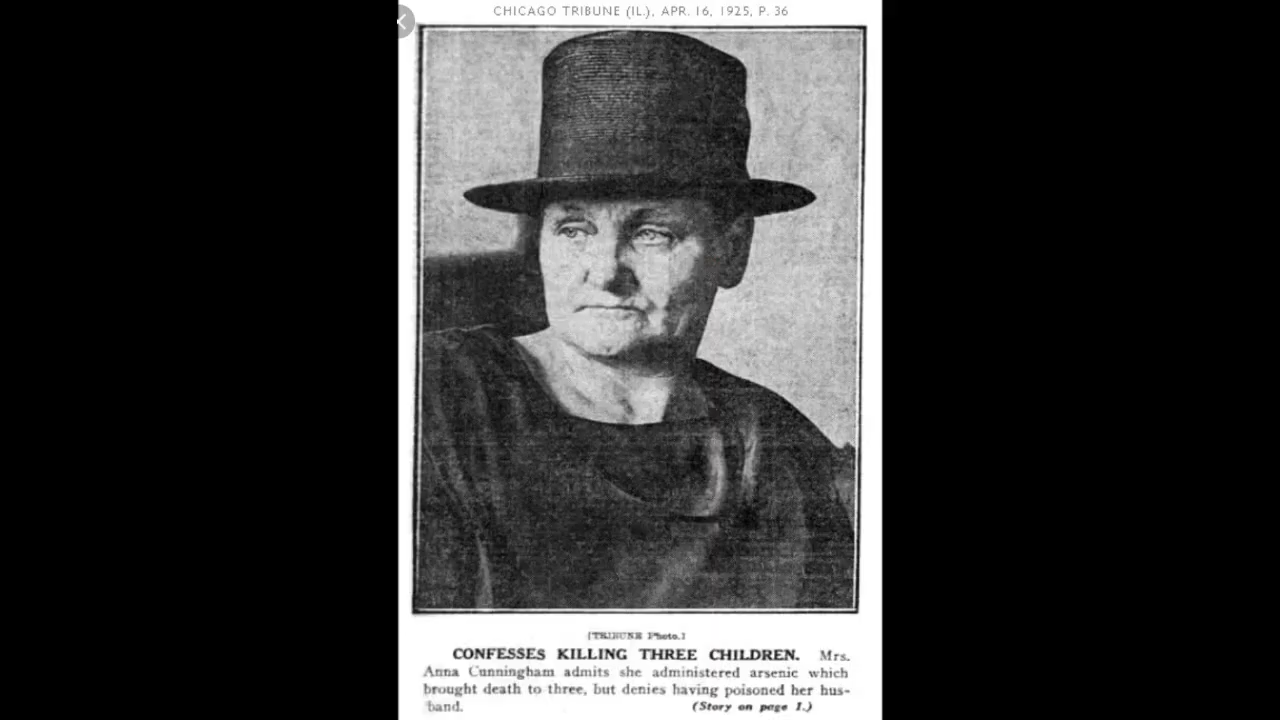 CHICAGO TRIBUNE (IL.), APR. 16, 1925, P. 36
[TRIBUNE Photo.]
CONFESSES KILLING THREE CHILDREN. Mrs.
Anna Cunningham admits she administered arsenic which
brought death to three, but denies having poisoned her hus-
band. (Story on page 1.)